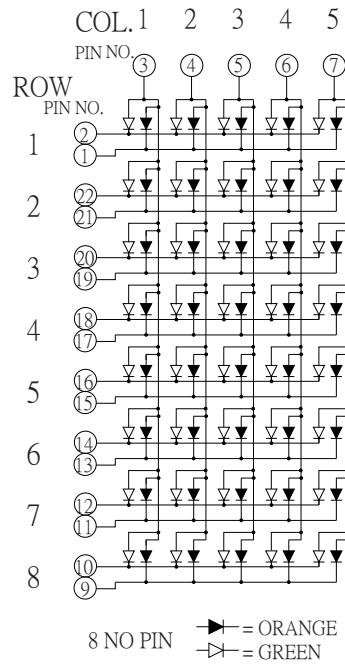 COL. 1 2 3 4 5
PIN NO.
3 4 5 6 7
ROW
PIN NO.
1 2
1
2 22
21
3 20
19
4 18
17
5 16
15
6 14
13
7 12
11
8 10
9
8 NO PIN
= ORANGE
= GREEN